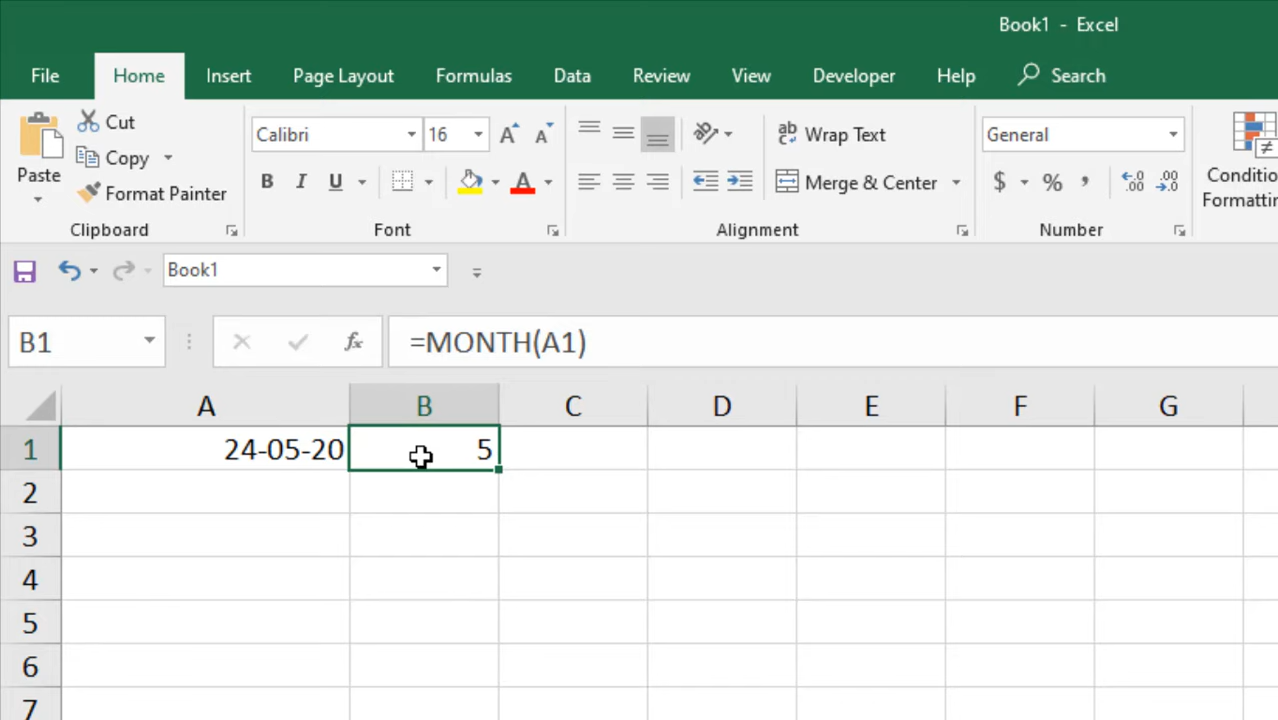 Book1 - Excel
File Home Insert Page Layout Formulas Data Review View Developer Help Search
Cut
Calibri 16 A A ab Wrap Text General
Copy
Paste
Format Painter B I U A Merge & Center $ % , Conditio
Formattin
Clipboard Font Alignment Number
Book1
B1 fx =MONTH(A1)
A B C D E F G
1 24-05-20 5
2
3
4
5
6
7